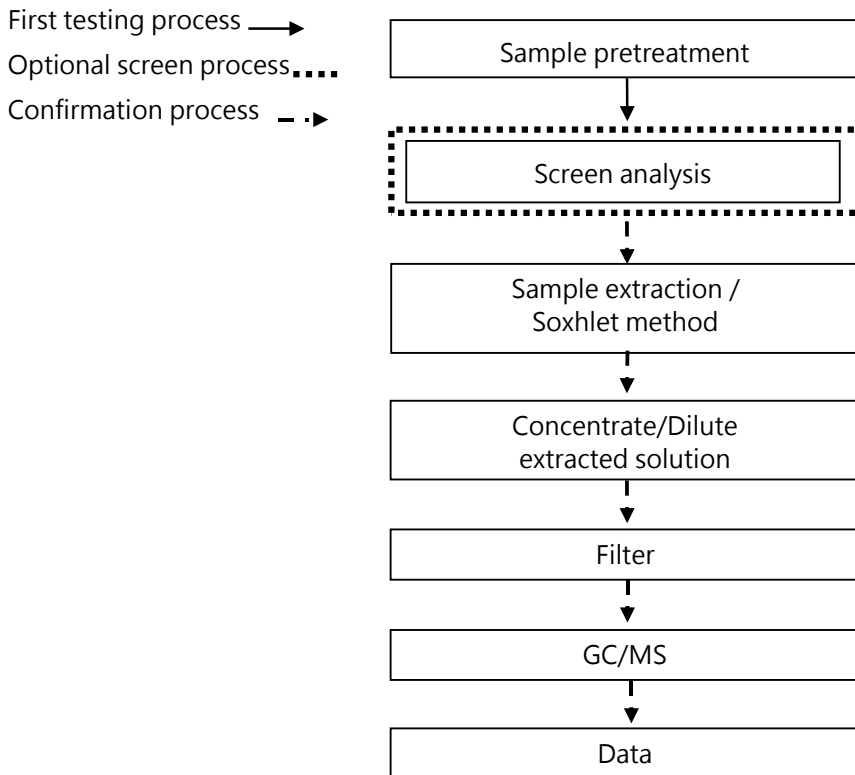 First testing process
Optional screen process
Confirmation process
Sample pretreatment
Screen analysis
Sample extraction /
Soxhlet method
Concentrate/Dilute
extracted solution
Filter
GC/MS
Data